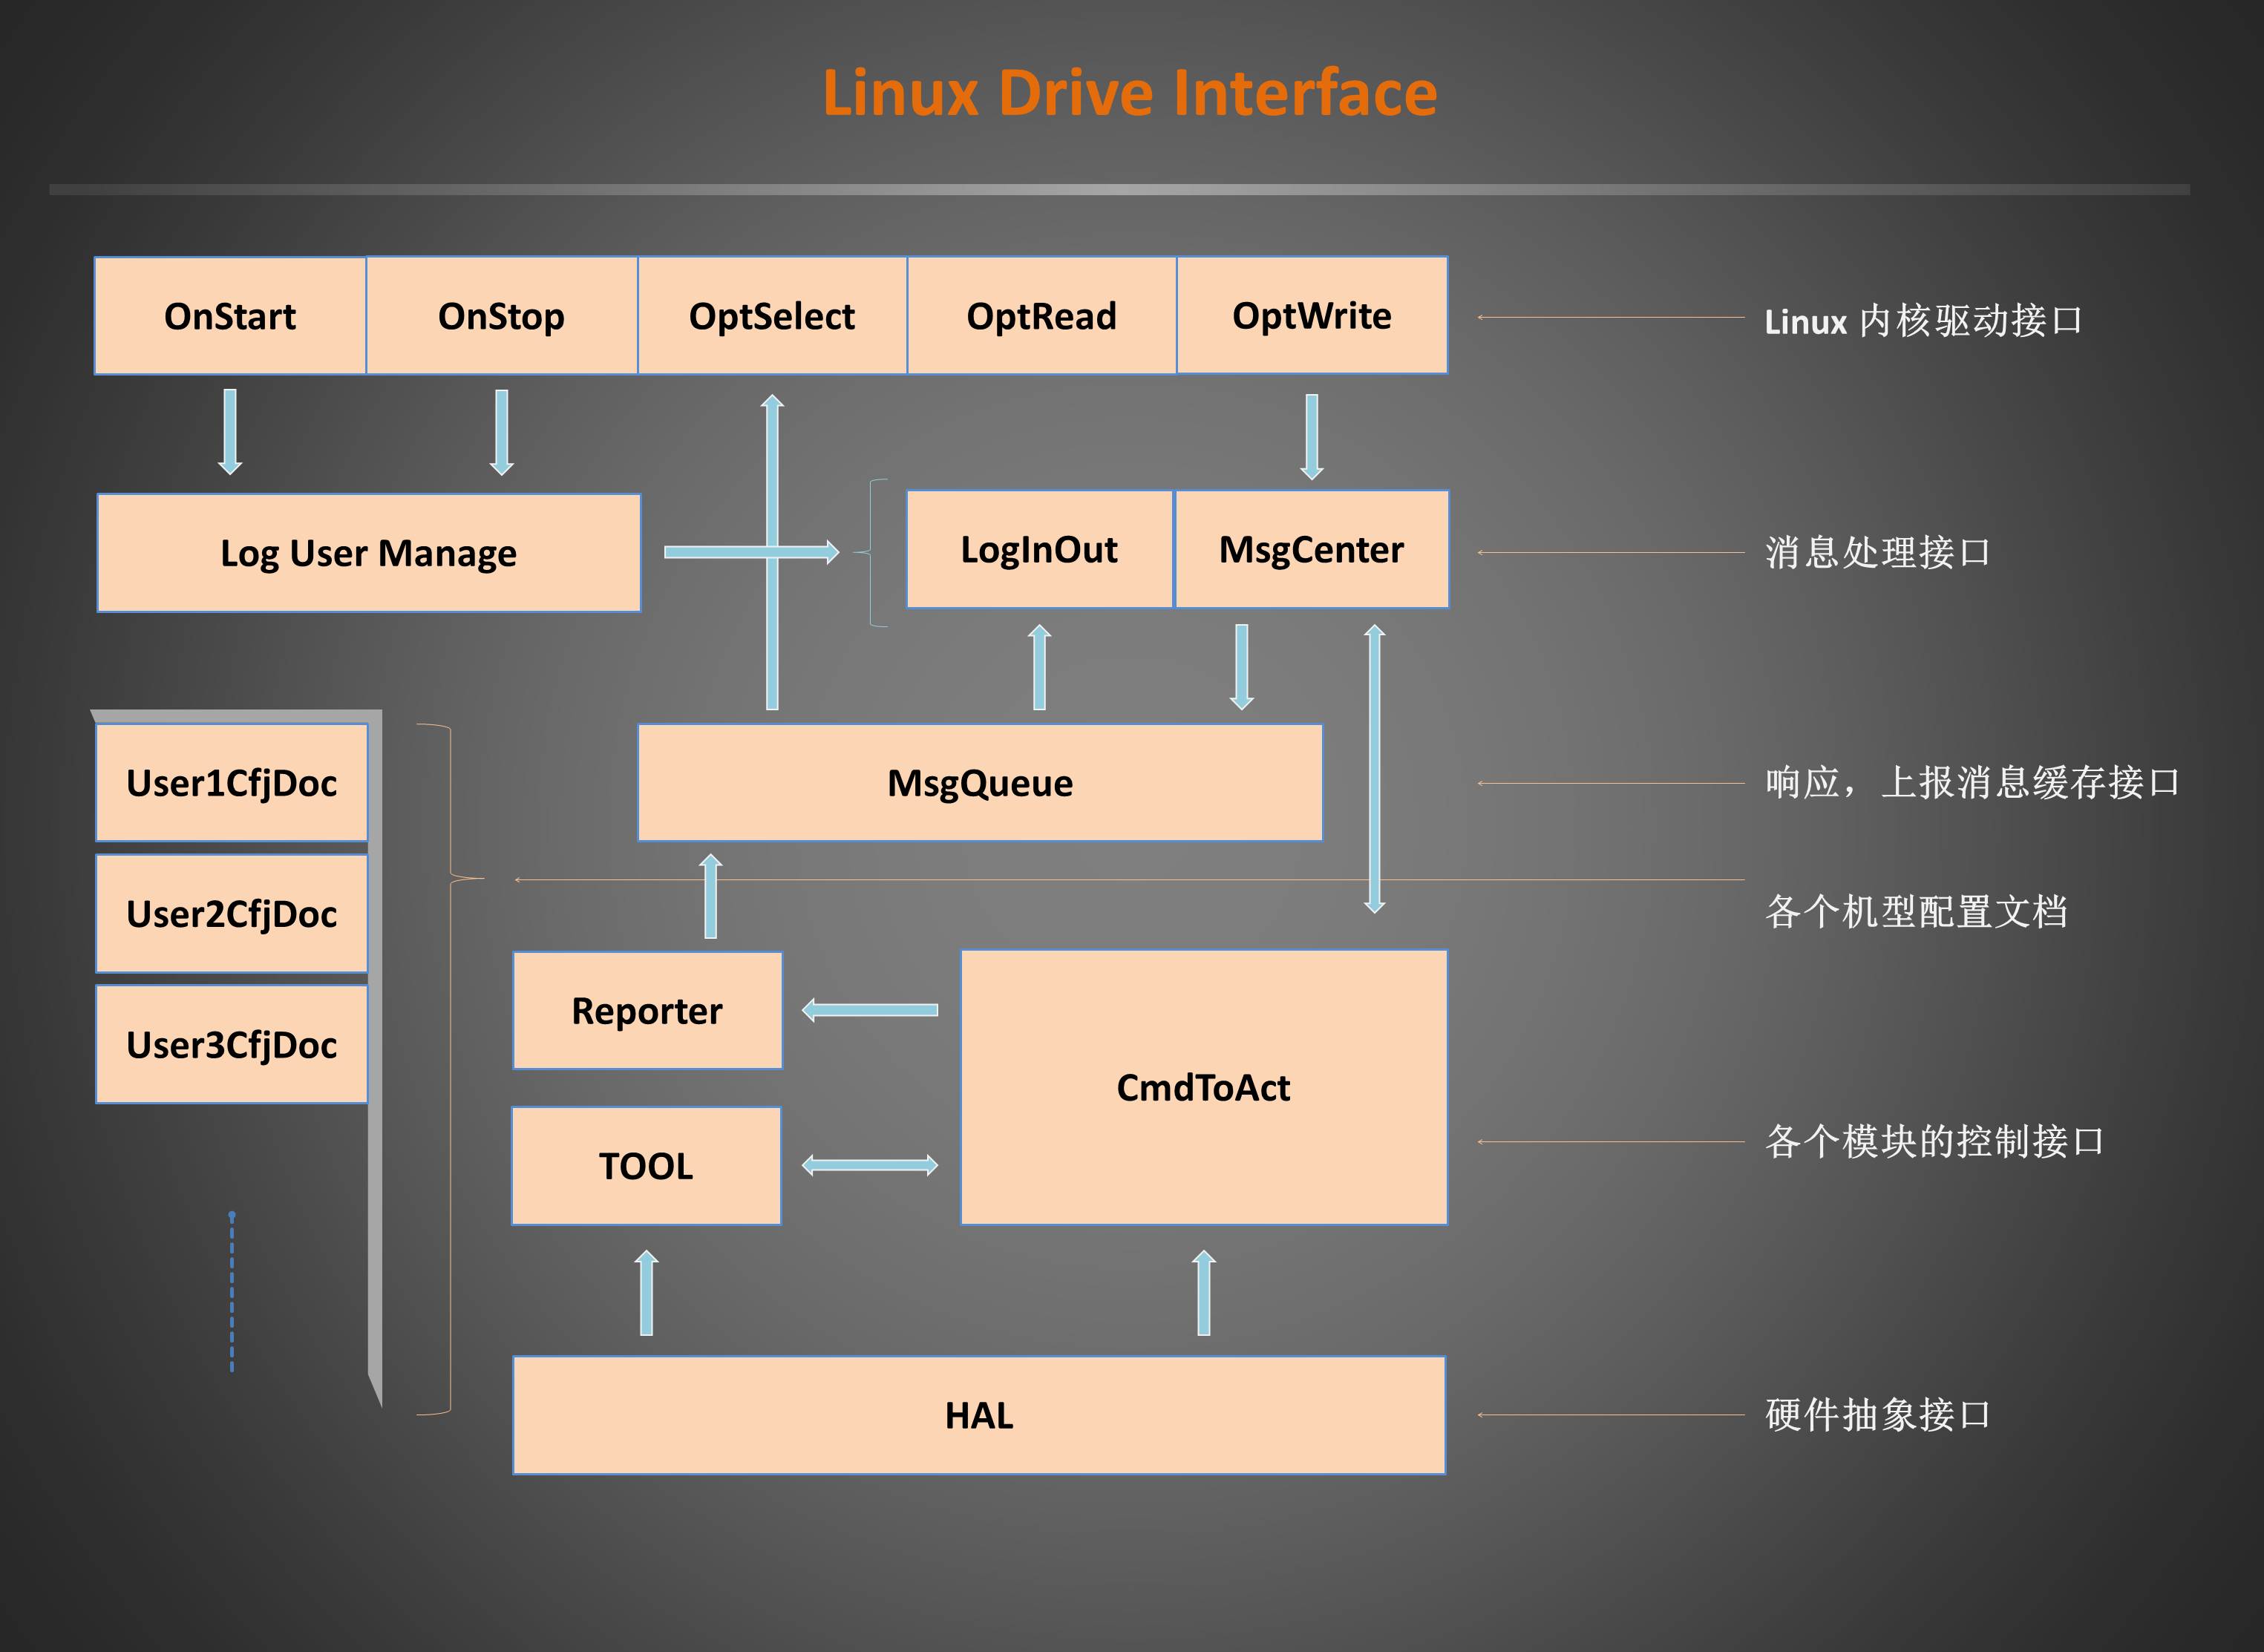 Linux Drive Interface
OnStart
OnStop
OptSelect
OptRead
OptWrite
Linux 内核驱动接口
Log User Manage
LogInOut
MsgCenter
消息处理接口
User1CfjDoc
MsgQueue
响应，上报消息缓存接口
User2CfjDoc
各个机型配置文档
Reporter
User3CfjDoc
CmdToAct
TOOL
各个模块的控制接口
HAL
硬件抽象接口